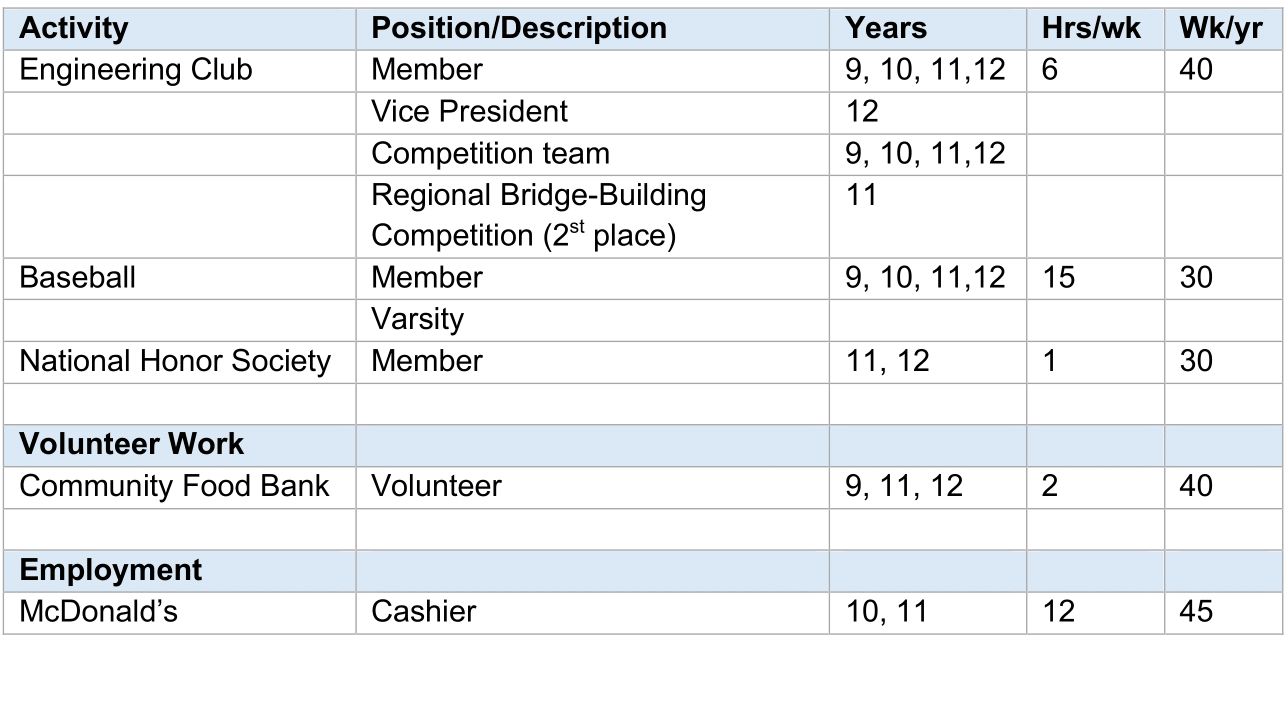 Activity Position/Description Years Hrs/wk Wk/yr
Engineering Club Member 9, 10, 11,12 6 40
Vice President 12
Competition team 9, 10, 11,12
Regional Bridge-Building 11
Competition (2st place)
Baseball Member 9, 10, 11,12 15 30
Varsity
National Honor Society Member 11, 12 1 30
Volunteer Work
Community Food Bank Volunteer 9, 11, 12 2 40
Employment
McDonald’s Cashier 10, 11 12 45